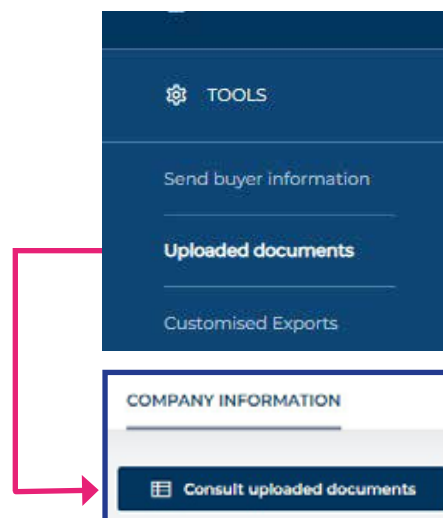 TOOLS
Send buyer information
Uploaded documents
Customised Exports
COMPANY INFORMATION
Consult uploaded documents